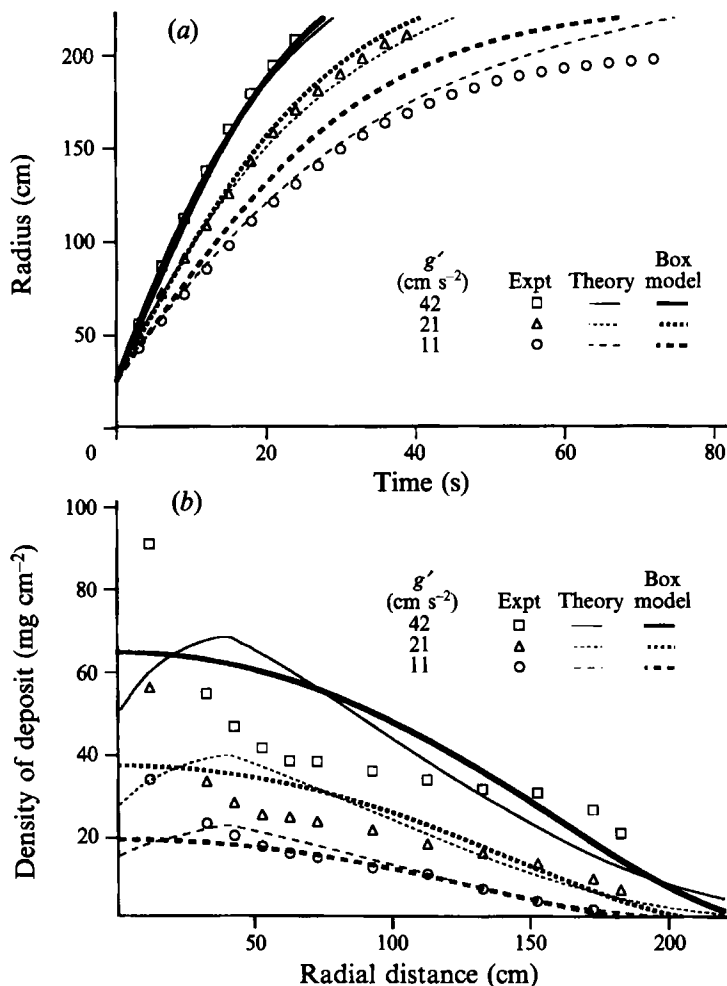 (a)
200
150
100
50
0
Radius (cm)
g′
(cm s⁻²) Expt Theory Box model
42
21
11
20 40 60 80
Time (s)
(b)
100
80
60
40
20
Density of deposit (mg cm⁻²)
g′
(cm s⁻²) Expt Theory Box model
42
21
11
50 100 150 200
Radial distance (cm)